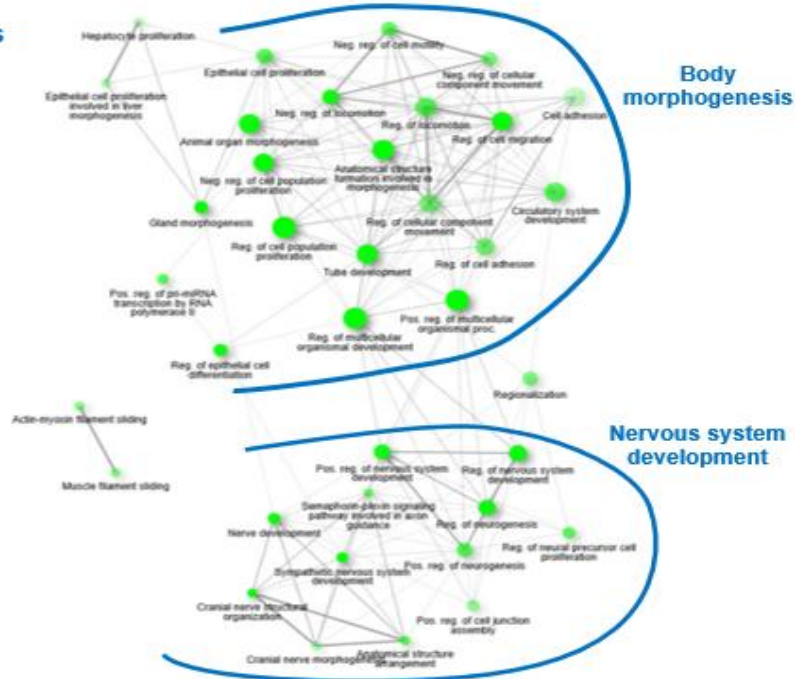 s
Hepatocyte proliferation
Neg. reg. of cell motility
Epithelial cell proliferation
Neg. reg. of cellular
component movement
Body
morphogenesis
Epithelial cell proliferation
involved in liver
morphogenesis
Neg. reg. of locomotion
Reg. of locomotion
Cell adhesion
Animal organ morphogenesis
Reg. of cell migration
Anatomical structure
formation involved in
morphogenesis
Neg. reg. of cell population
proliferation
Gland morphogenesis
Reg. of cellular component
movement
Circulatory system
development
Reg. of cell population
proliferation
Tube development
Reg. of cell adhesion
Pos. reg. of pri-miRNA
transcription by RNA
polymerase II
Reg. of multicellular
organismal development
Pos. reg. of multicellular
organismal proc.
Reg. of epithelial cell
differentiation
Regionalization
Actin-myosin filament sliding
Muscle filament sliding
Nervous system
development
Pos. reg. of nervous system
development
Reg. of nervous system
development
Semaphorin-plexin signaling
pathway involved in axon
guidance
Reg. of neurogenesis
Nerve development
Reg. of neural precursor cell
proliferation
Sympathetic nervous system
development
Pos. reg. of neurogenesis
Cranial nerve structural
organization
Pos. reg. of cell junction
assembly
Cranial nerve morphogenesis
Anatomical structure
arrangement